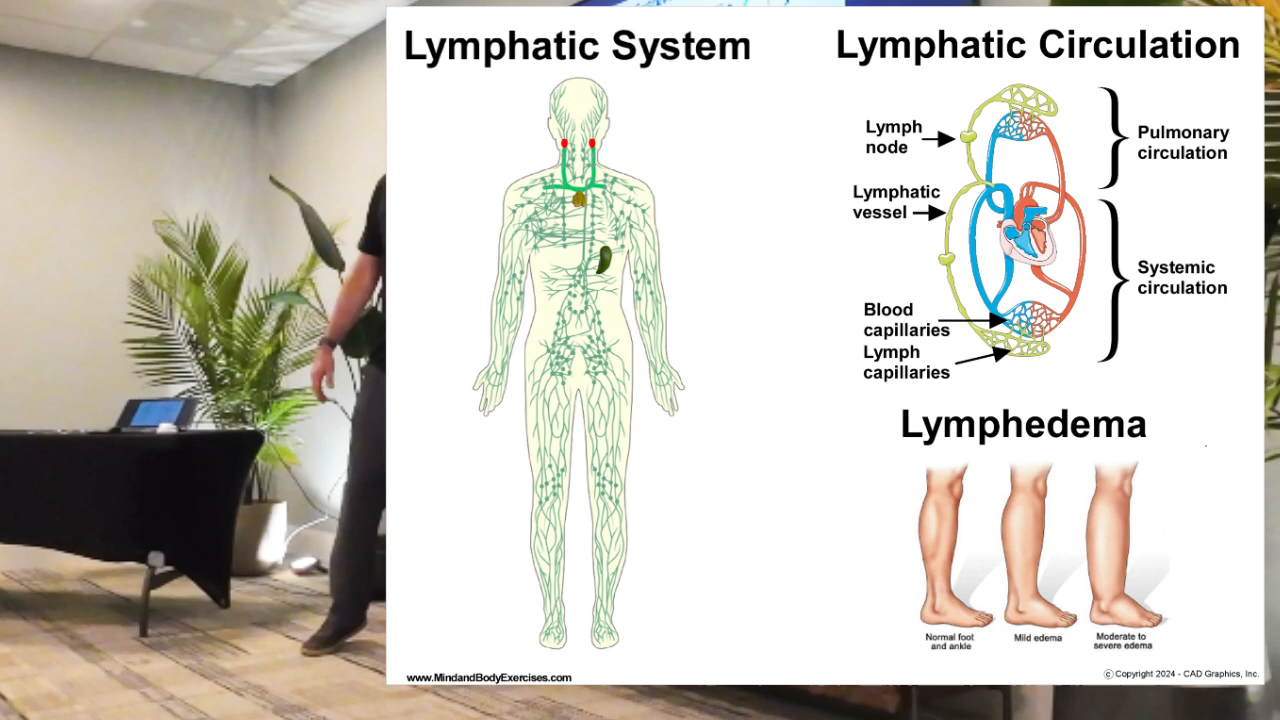 Lymphatic System
Lymphatic Circulation
Lymph
node
Lymphatic
vessel
Blood
capillaries
Lymph
capillaries
Pulmonary
circulation
Systemic
circulation
Lymphedema
Normal foot
and ankle
Mild edema
Moderate to
severe edema
www.MindandBodyExercises.com
© Copyright 2024 - CAD Graphics, Inc.